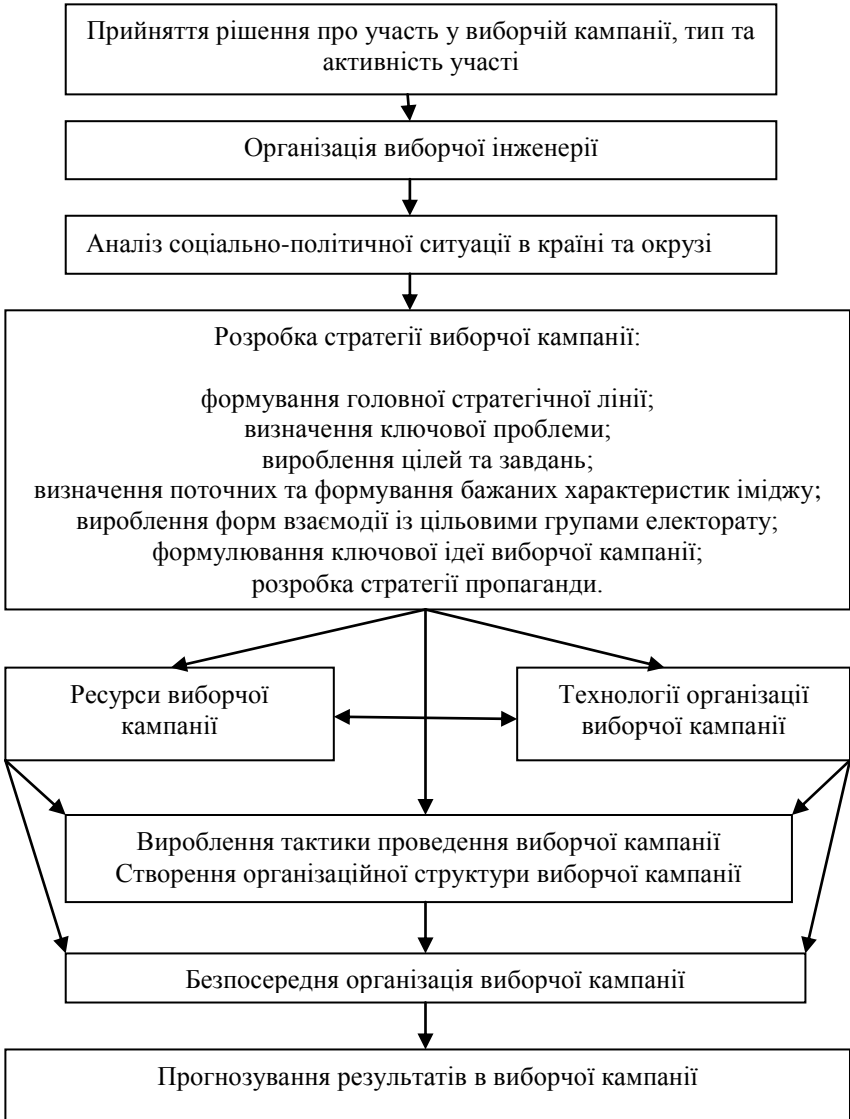 Прийняття рішення про участь у виборчій кампанії, тип та
активність участі
Організація виборчої інженерії
Аналіз соціально-політичної ситуації в країні та окрузі
Розробка стратегії виборчої кампанії:
формування головної стратегічної лінії;
визначення ключової проблеми;
вироблення цілей та завдань;
визначення поточних та формування бажаних характеристик іміджу;
вироблення форм взаємодії із цільовими групами електорату;
формулювання ключової ідеї виборчої кампанії;
розробка стратегії пропаганди.
Ресурси виборчої
кампанії
Технології організації
виборчої кампанії
Вироблення тактики проведення виборчої кампанії
Створення організаційної структури виборчої кампанії
Безпосередня організація виборчої кампанії
Прогнозування результатів в виборчої кампанії